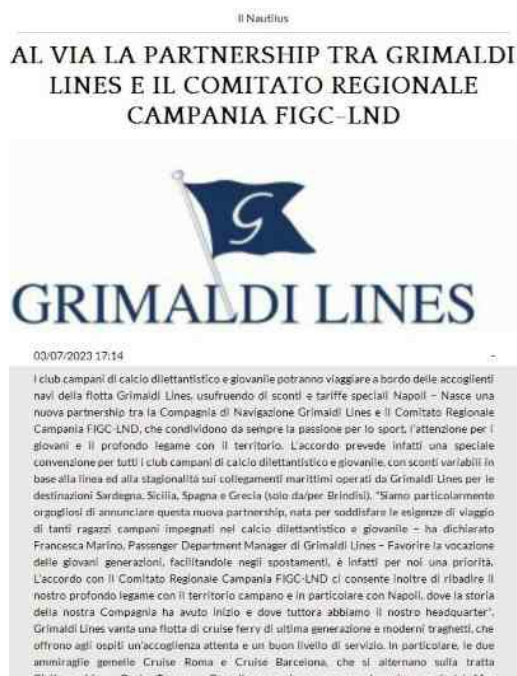 Il Nautilus
AL VIA LA PARTNERSHIP TRA GRIMALDI
LINES E IL COMITATO REGIONALE
CAMPANIA FIGC-LND
G
GRIMALDI LINES
03/07/2023 17:14
-
I club campani di calcio dilettantistico e giovanile potranno viaggiare a bordo delle accoglienti
navi della flotta Grimaldi Lines, usufruendo di sconti e tariffe speciali Napoli – Nasce una
nuova partnership tra la Compagnia di Navigazione Grimaldi Lines e il Comitato Regionale
Campania FIGC-LND, che condividono da sempre la passione per lo sport, l'attenzione per i
giovani e il profondo legame con il territorio. L'accordo prevede infatti una speciale
convenzione per tutti i club campani di calcio dilettantistico e giovanile, con sconti variabili in
base alla linea ed alla stagionalità sui collegamenti marittimi operati da Grimaldi Lines per le
destinazioni Sardegna, Sicilia, Spagna e Grecia (solo da/per Brindisi). "Siamo particolarmente
orgogliosi di annunciare questa nuova partnership, nata per soddisfare le esigenze di viaggio
di tanti ragazzi campani impegnati nel calcio dilettantistico e giovanile – ha dichiarato
Francesca Marino, Passenger Department Manager di Grimaldi Lines – Favorire la vocazione
delle giovani generazioni, facilitandole negli spostamenti, è infatti per noi una priorità.
L'accordo con il Comitato Regionale Campania FIGC-LND ci consente inoltre di ribadire il
nostro profondo legame con il territorio campano e in particolare con Napoli, dove la storia
della nostra Compagnia ha avuto inizio e dove tuttora abbiamo il nostro headquarter".
Grimaldi Lines vanta una flotta di cruise ferry di ultima generazione e moderni traghetti, che
offrono agli ospiti un'accoglienza attenta e un buon livello di servizio. In particolare, le due
ammiraglie gemelle Cruise Roma e Cruise Barcelona, che si alternano sulla tratta